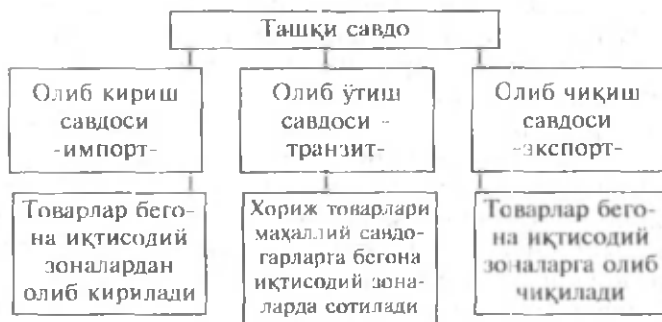 Ташқи савдо
Олиб кириш
савдоси
-импорт-
Олиб ўтиш
савдоси -
транзит-
Олиб чиқиш
савдоси
-экспорт-
Товарлар бего-
на иқтисодий
зоналардан
олиб кирилади
Хориж товарлари
маҳаллий савдо-
гарларга бегона
иқтисодий зона-
ларда сотилади
Товарлар бего-
на иқтисодий
зоналарга олиб
чиқилади